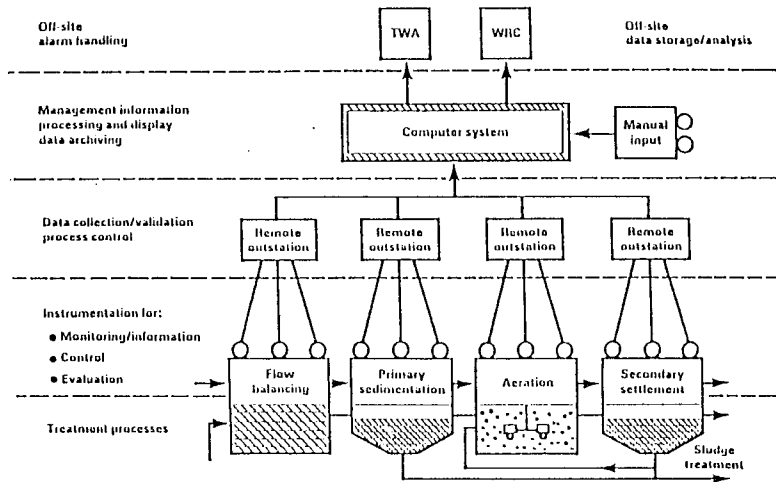 Off-site
alarm handling
TWA
WRC
Off-site
data storage/analysis
Management information
processing and display
data archiving
Computer system
Manual
input
Data collection/validation
process control
Remote
outstation
Remote
outstation
Remote
outstation
Remote
outstation
Instrumentation for:
● Monitoring/information
● Control
● Evaluation
Flow
balancing
Primary
sedimentation
Aeration
Secondary
settlement
Treatment processes
Sludge
treatment